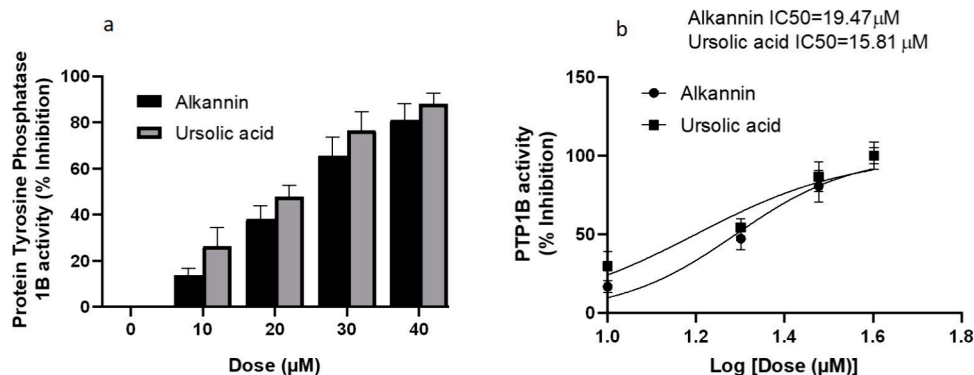 a
Protein Tyrosine Phosphatase
1B activity (% Inhibition)
100
80
60
40
20
0
Alkannin
Ursolic acid
0 10 20 30 40
Dose (µM)
b
Alkannin IC50=19.47µM
Ursolic acid IC50=15.81 µM
PTP1B activity
(% Inhibition)
150
100
50
0
Alkannin
Ursolic acid
1.0 1.2 1.4 1.6 1.8
Log [Dose (µM)]